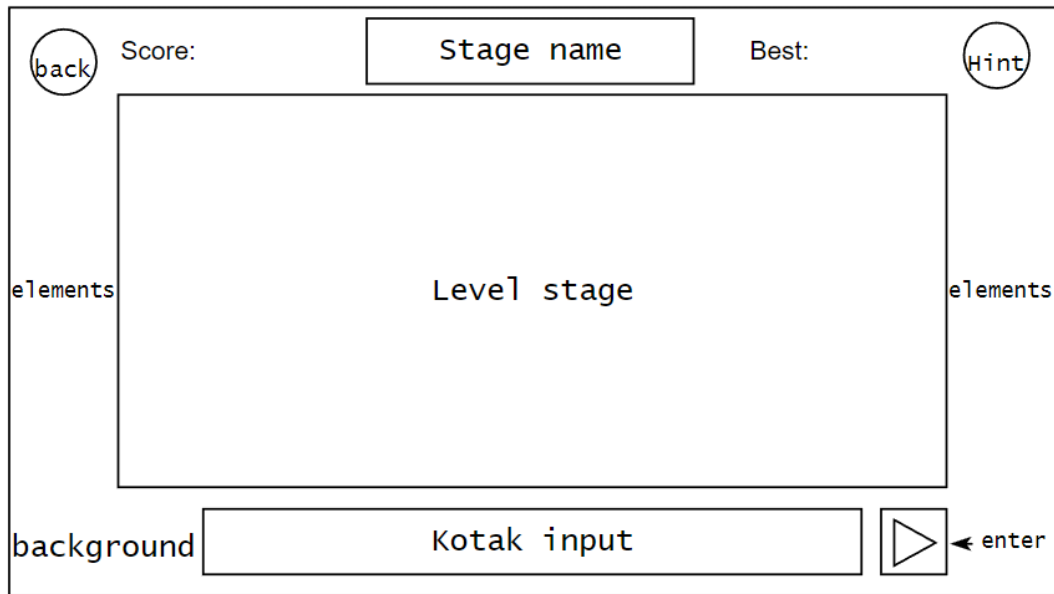 back
Score:
Stage name
Best:
Hint
elements
Level stage
elements
background
Kotak input
enter